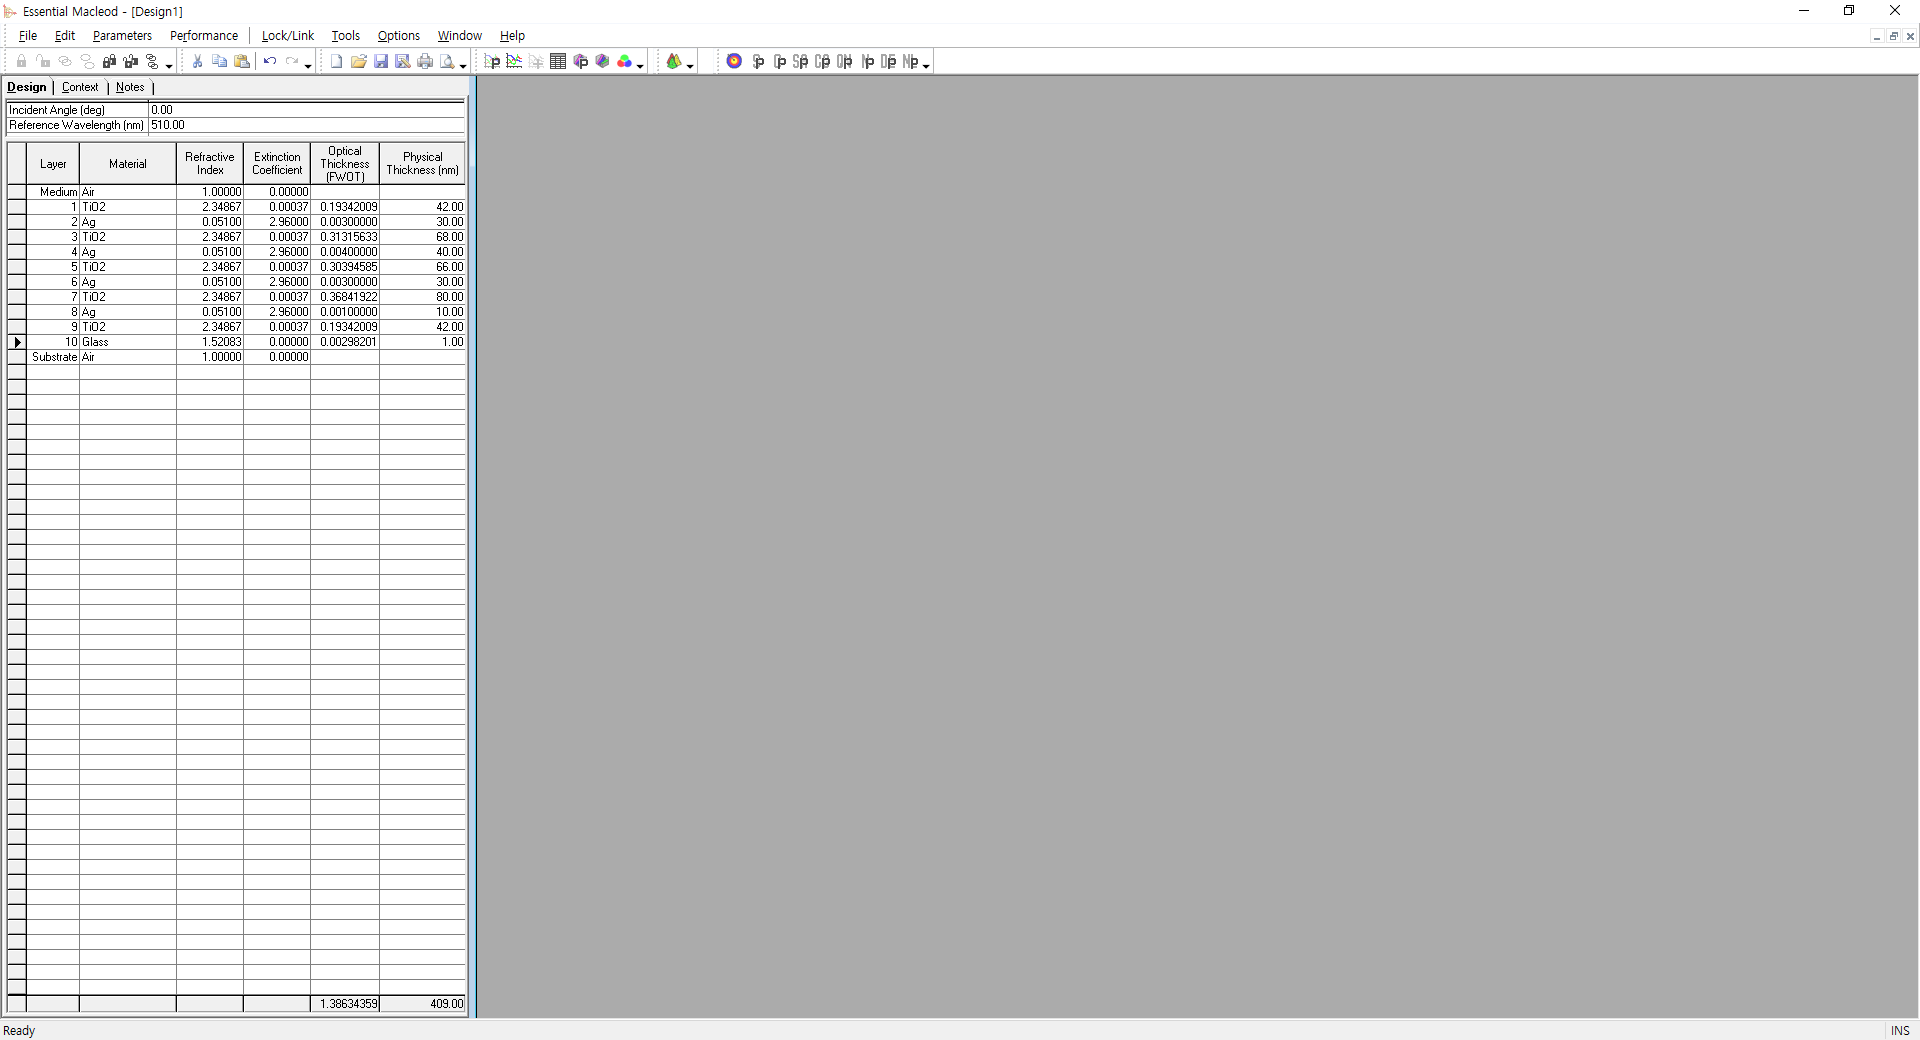 Essential Macleod - [Design1]
File Edit Parameters Performance Lock/Link Tools Options Window Help
Design Context Notes
Incident Angle (deg) 0.00
Reference Wavelength (nm) 510.00
Layer Material Refractive Index Extinction Coefficient Optical Thickness (FWOT) Physical Thickness (nm)
Medium Air 1.00000 0.00000
1 TiO2 2.34867 0.00037 0.19342009 42.00
2 Ag 0.05100 2.96000 0.00300000 30.00
3 TiO2 2.34867 0.00037 0.31315633 68.00
4 Ag 0.05100 2.96000 0.00400000 40.00
5 TiO2 2.34867 0.00037 0.30394585 66.00
6 Ag 0.05100 2.96000 0.00300000 30.00
7 TiO2 2.34867 0.00037 0.36841922 80.00
8 Ag 0.05100 2.96000 0.00100000 10.00
9 TiO2 2.34867 0.00037 0.19342009 42.00
10 Glass 1.52083 0.00000 0.00298201 1.00
Substrate Air 1.00000 0.00000
1.38634359 409.00
Ready INS